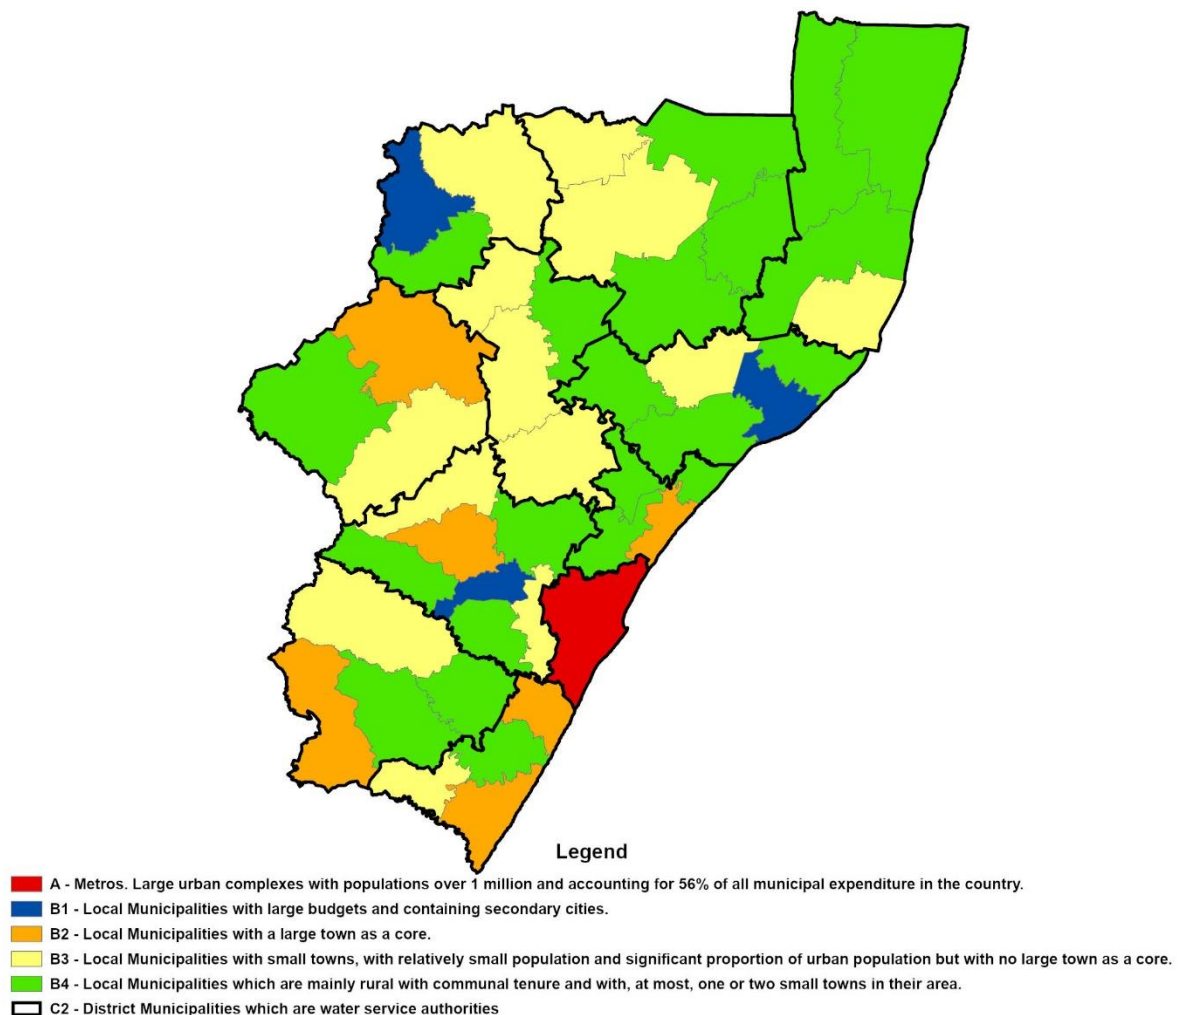 Legend
A - Metros. Large urban complexes with populations over 1 million and accounting for 56% of all municipal expenditure in the country.
B1 - Local Municipalities with large budgets and containing secondary cities.
B2 - Local Municipalities with a large town as a core.
B3 - Local Municipalities with small towns, with relatively small population and significant proportion of urban population but with no large town as a core.
B4 - Local Municipalities which are mainly rural with communal tenure and with, at most, one or two small towns in their area.
C2 - District Municipalities which are water service authorities